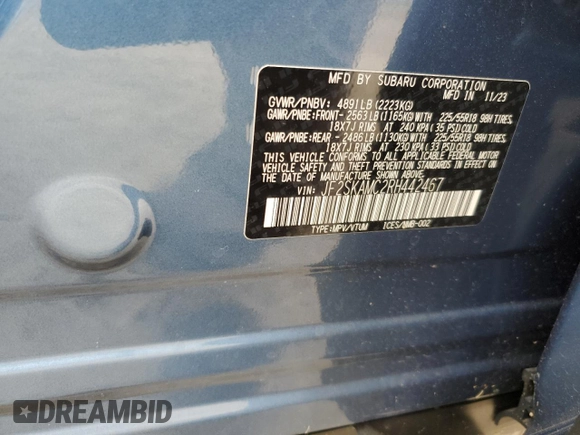 MFD BY SUBARU CORPORATION
MFD IN 11/23
GVWR/PNBV: 4891LB(2223KG)
GAWR/PNBE:FRONT- 2563LB(1165KG)WITH 225/55R18 98H TIRES,
18X7J RIMS AT 240 KPA(35 PSI)COLD
GAWR/PNBE:REAR - 2486LB(1130KG)WITH 225/55R18 98H TIRES,
18X7J RIMS AT 230 KPA(33 PSI)COLD
THIS VEHICLE CONFORMS TO ALL APPLICABLE FEDERAL MOTOR
VEHICLE SAFETY AND THEFT PREVENTION STANDARDS IN EFFECT
ON THE DATE OF MANUFACTURE SHOWN ABOVE.
VIN: JF2SKAMC2RH442467
TYPE:MPV/VTUM ICES/NMB-002
DREAMBID